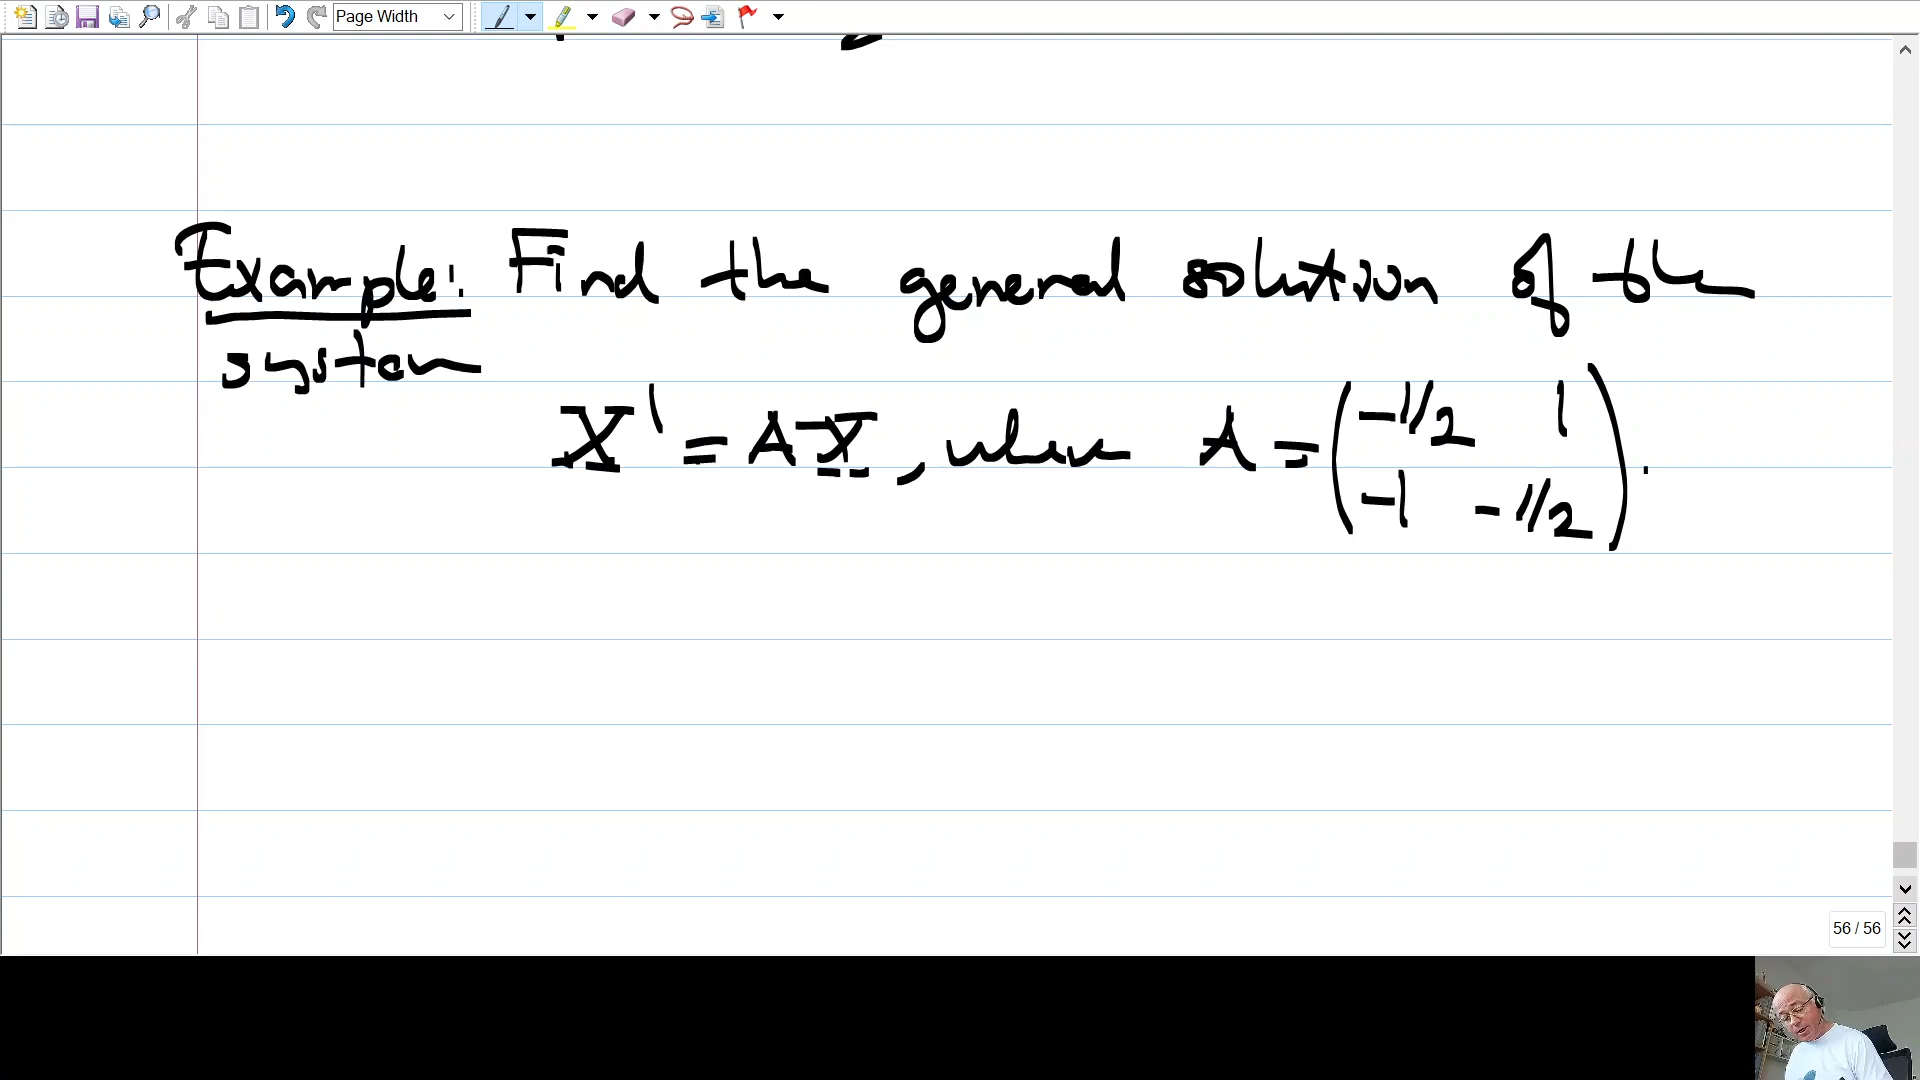 Page Width
Example: Find the general solution of the
system
X' = AX, where A = (-1/2 1
-1 -1/2).
56 / 56